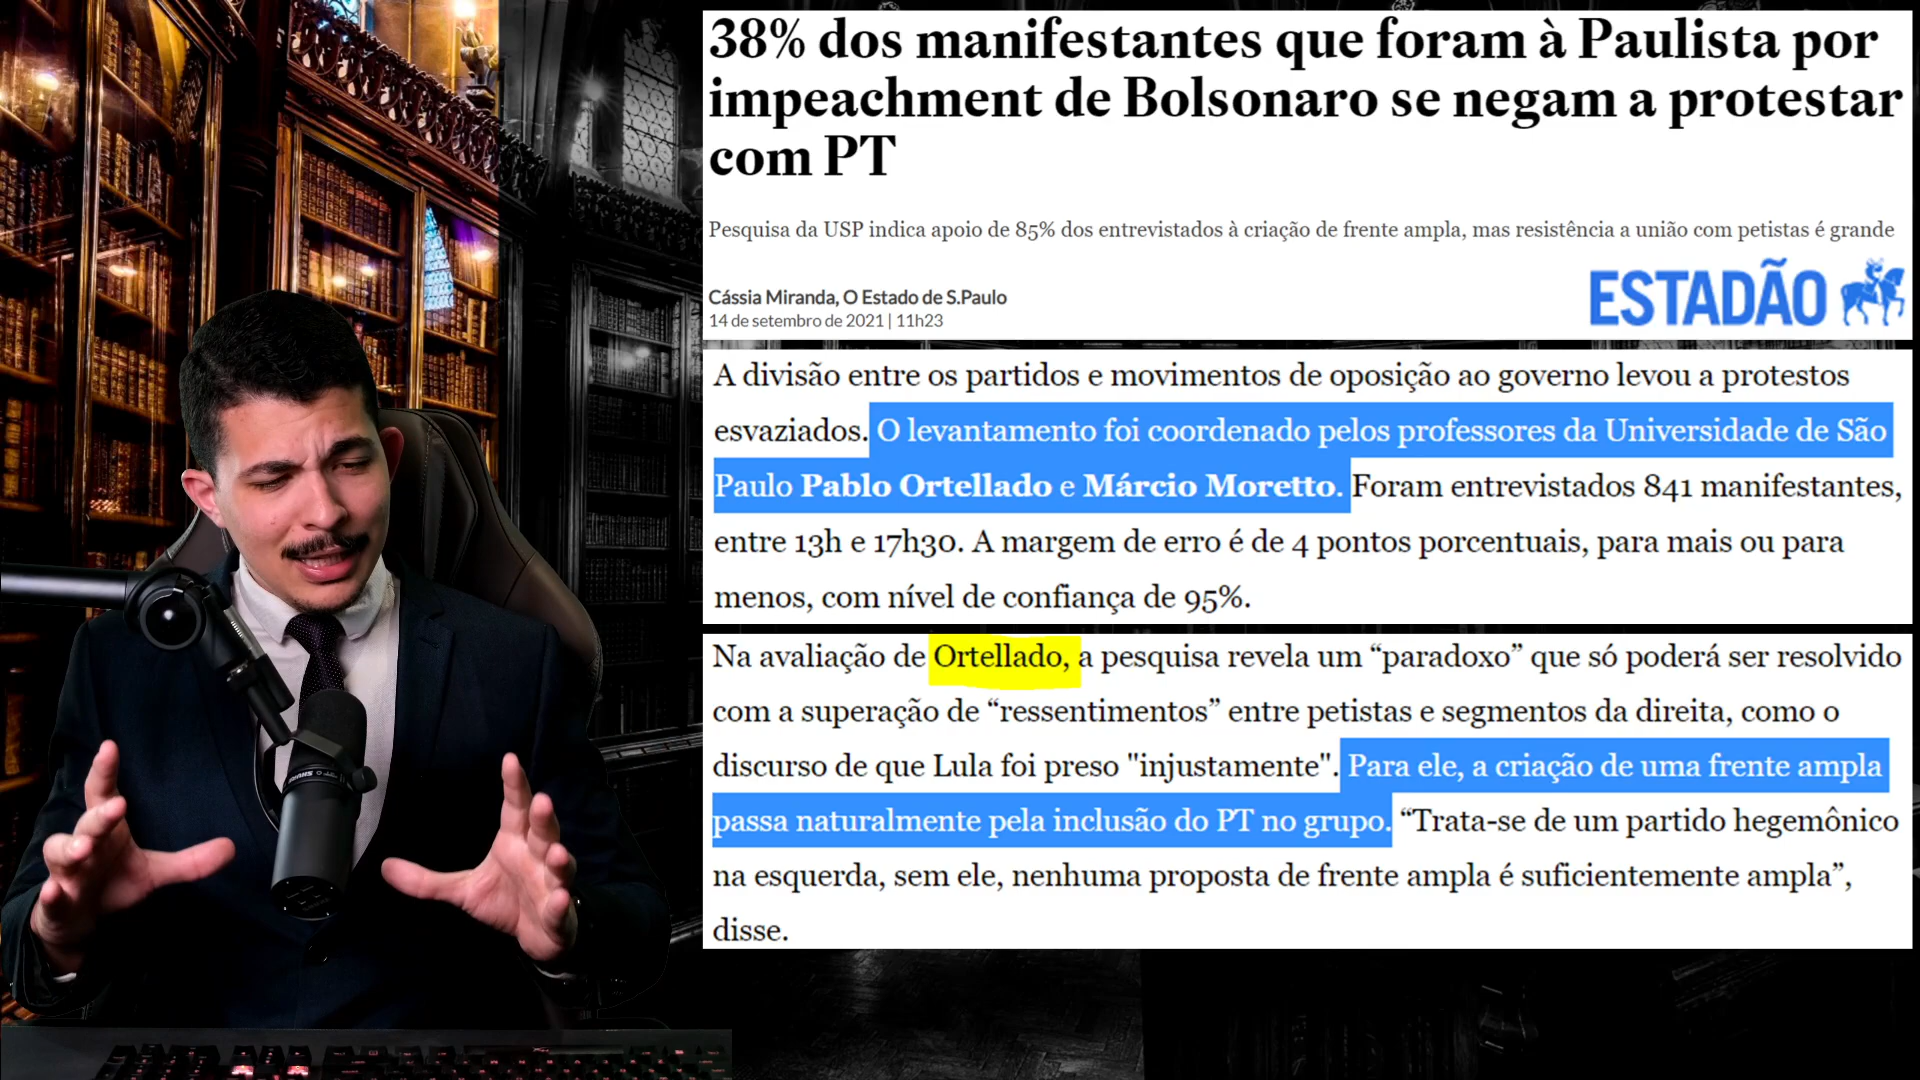 38% dos manifestantes que foram à Paulista por
impeachment de Bolsonaro se negam a protestar
com PT
Pesquisa da USP indica apoio de 85% dos entrevistados à criação de frente ampla, mas resistência a união com petistas é grande
Cássia Miranda, O Estado de S.Paulo
14 de setembro de 2021 | 11h23
ESTADÃO
A divisão entre os partidos e movimentos de oposição ao governo levou a protestos
esvaziados. O levantamento foi coordenado pelos professores da Universidade de São
Paulo Pablo Ortellado e Márcio Moretto. Foram entrevistados 841 manifestantes,
entre 13h e 17h30. A margem de erro é de 4 pontos porcentuais, para mais ou para
menos, com nível de confiança de 95%.
Na avaliação de Ortellado, a pesquisa revela um “paradoxo” que só poderá ser resolvido
com a superação de “ressentimentos” entre petistas e segmentos da direita, como o
discurso de que Lula foi preso "injustamente". Para ele, a criação de uma frente ampla
passa naturalmente pela inclusão do PT no grupo. “Trata-se de um partido hegemônico
na esquerda, sem ele, nenhuma proposta de frente ampla é suficientemente ampla”,
disse.
SHURE